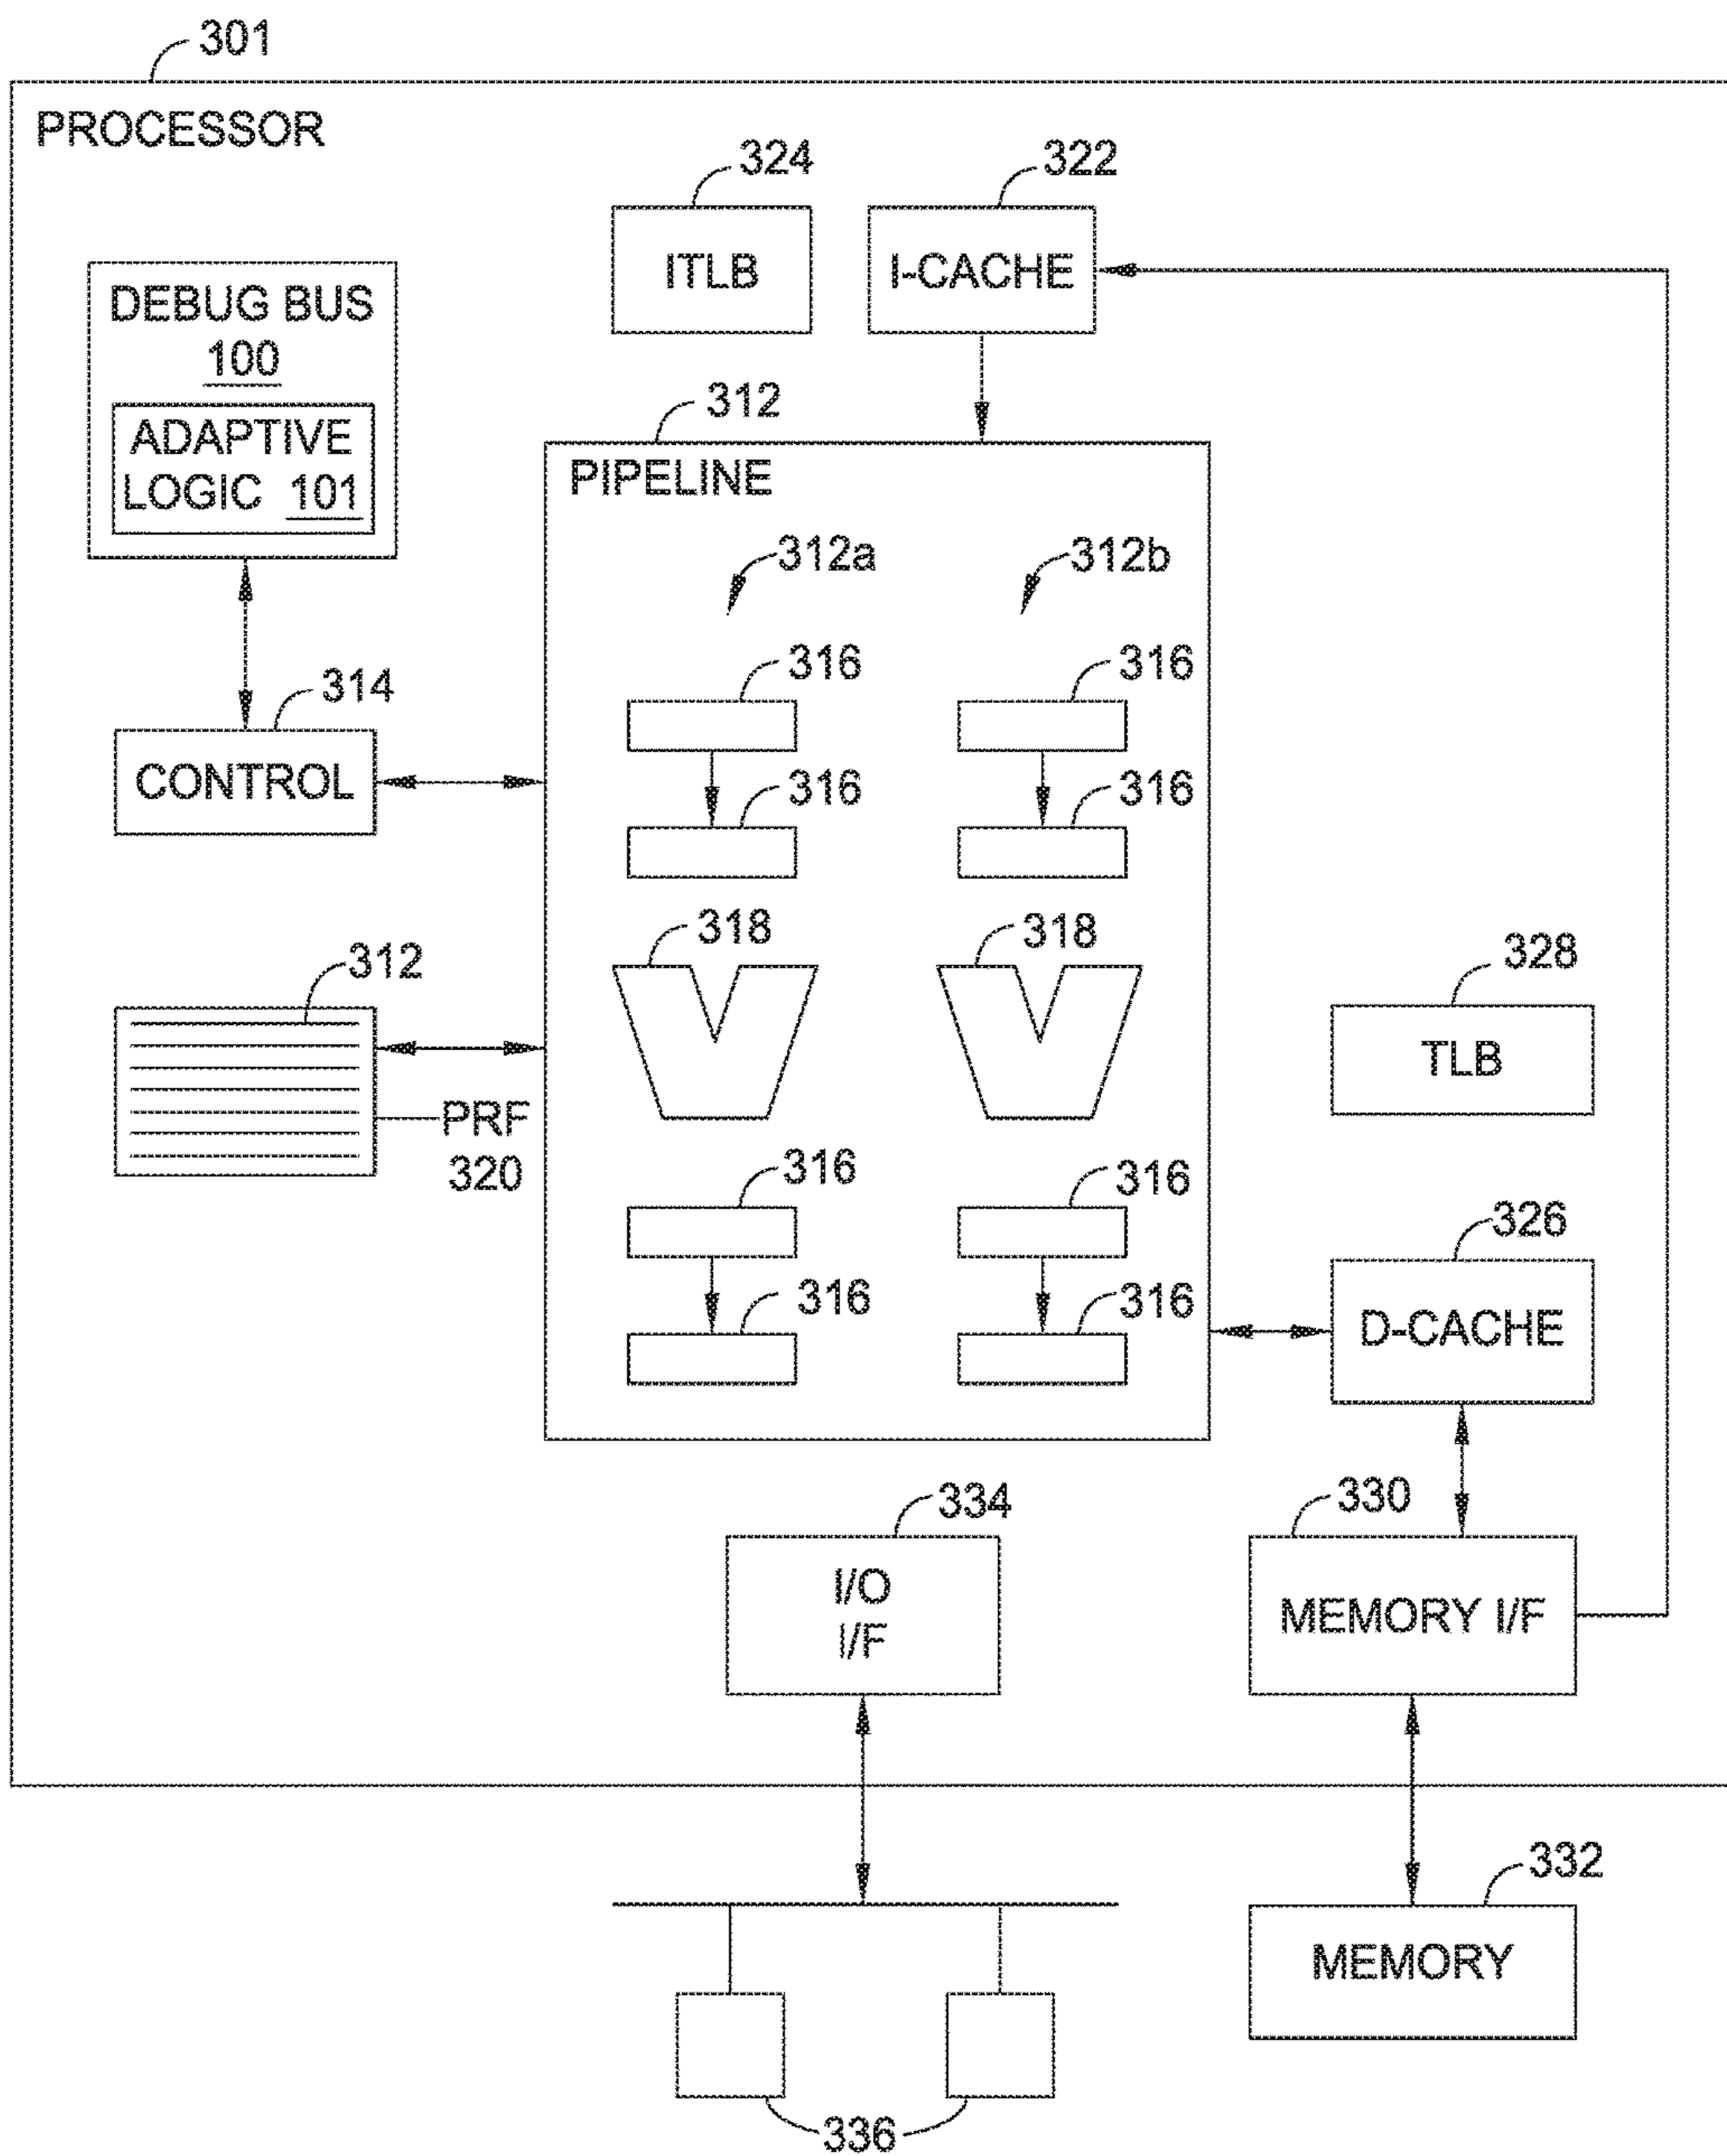 301
PROCESSOR
324
322
ITLB
I-CACHE
DEBUG BUS
100
ADAPTIVE
LOGIC 101
312
PIPELINE
312a
312b
316
316
314
CONTROL
316
316
318
318
312
328
TLB
PRF
320
316
316
326
D-CACHE
316
316
334
330
I/O
I/F
MEMORY I/F
332
MEMORY
336